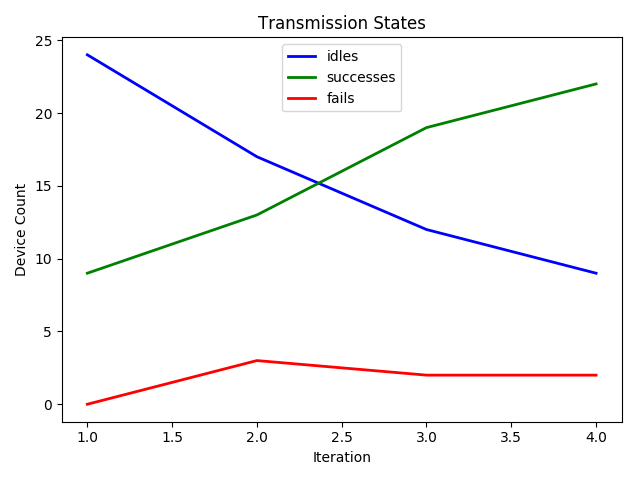 Transmission States
idles
successes
fails
Device Count
25
20
15
10
5
0
1.0 1.5 2.0 2.5 3.0 3.5 4.0
Iteration